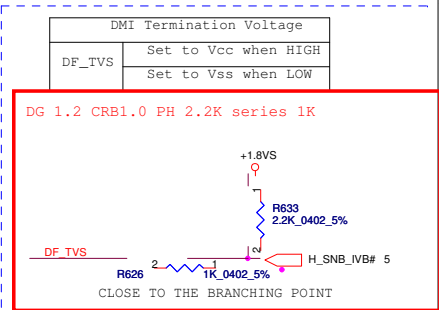 DMI Termination Voltage
DF_TVS
Set to Vcc when HIGH
Set to Vss when LOW
DG 1.2 CRB1.0 PH 2.2K series 1K
+1.8VS
1
R633
2.2K_0402_5%
2
DF_TVS
H_SNB_IVB# 5
2
1
R626
1K_0402_5%
CLOSE TO THE BRANCHING POINT